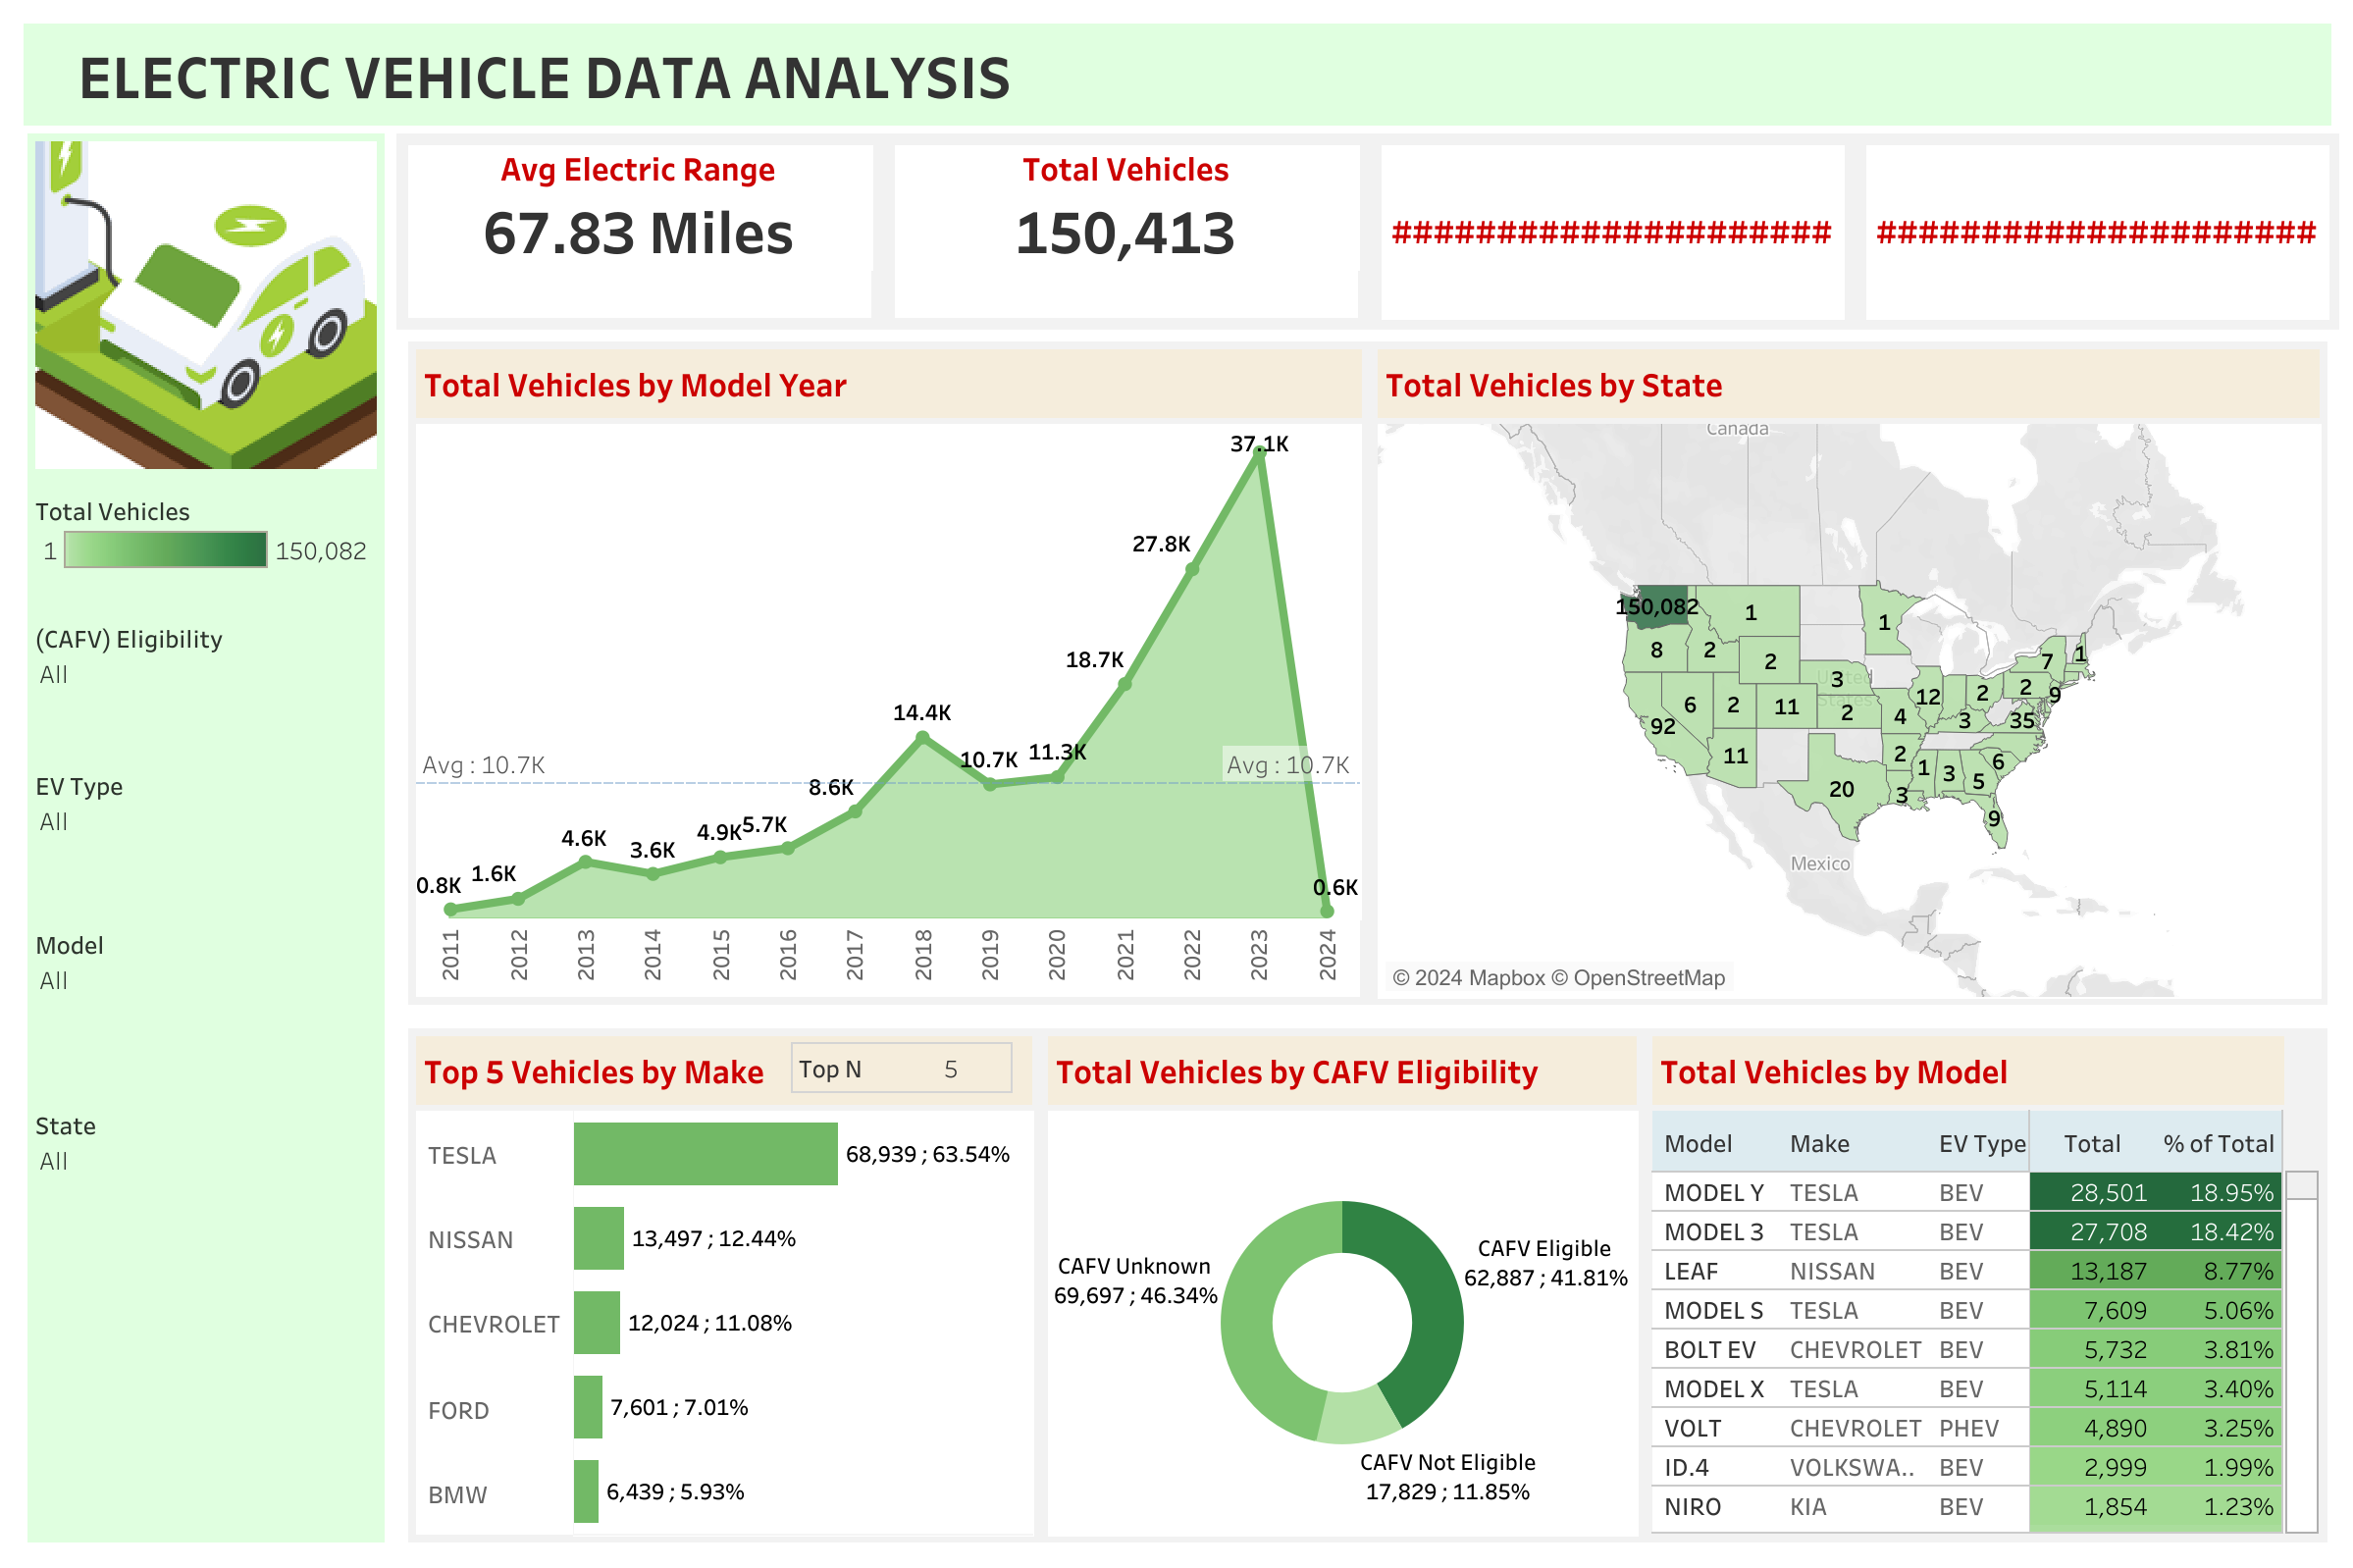 ELECTRIC VEHICLE DATA ANALYSIS
Avg Electric Range
67.83 Miles
Total Vehicles
150,413
#####################
#####################
Total Vehicles
1 150,082
(CAFV) Eligibility
All
EV Type
All
Model
All
State
All
Total Vehicles by Model Year
37.1K
27.8K
18.7K
14.4K
10.7K 11.3K
Avg : 10.7K Avg : 10.7K
8.6K
4.9K 5.7K
4.6K
3.6K
0.8K 1.6K 0.6K
2011 2012 2013 2014 2015 2016 2017 2018 2019 2020 2021 2022 2023 2024
Total Vehicles by State
Canada
150,082 1 1
8 2 2 7 1
United
States
3 12 2 2 9
6 2 11 2 4 3 35
92
11 2 1 3 5 6
20 3 9
Mexico
© 2024 Mapbox © OpenStreetMap
Top 5 Vehicles by Make Top N 5
TESLA 68,939 ; 63.54%
NISSAN 13,497 ; 12.44%
CHEVROLET 12,024 ; 11.08%
FORD 7,601 ; 7.01%
BMW 6,439 ; 5.93%
Total Vehicles by CAFV Eligibility
CAFV Eligible
62,887 ; 41.81%
CAFV Unknown
69,697 ; 46.34%
CAFV Not Eligible
17,829 ; 11.85%
Total Vehicles by Model
Model Make EV Type Total % of Total
MODEL Y TESLA BEV 28,501 18.95%
MODEL 3 TESLA BEV 27,708 18.42%
LEAF NISSAN BEV 13,187 8.77%
MODEL S TESLA BEV 7,609 5.06%
BOLT EV CHEVROLET BEV 5,732 3.81%
MODEL X TESLA BEV 5,114 3.40%
VOLT CHEVROLET PHEV 4,890 3.25%
ID.4 VOLKSWA.. BEV 2,999 1.99%
NIRO KIA BEV 1,854 1.23%